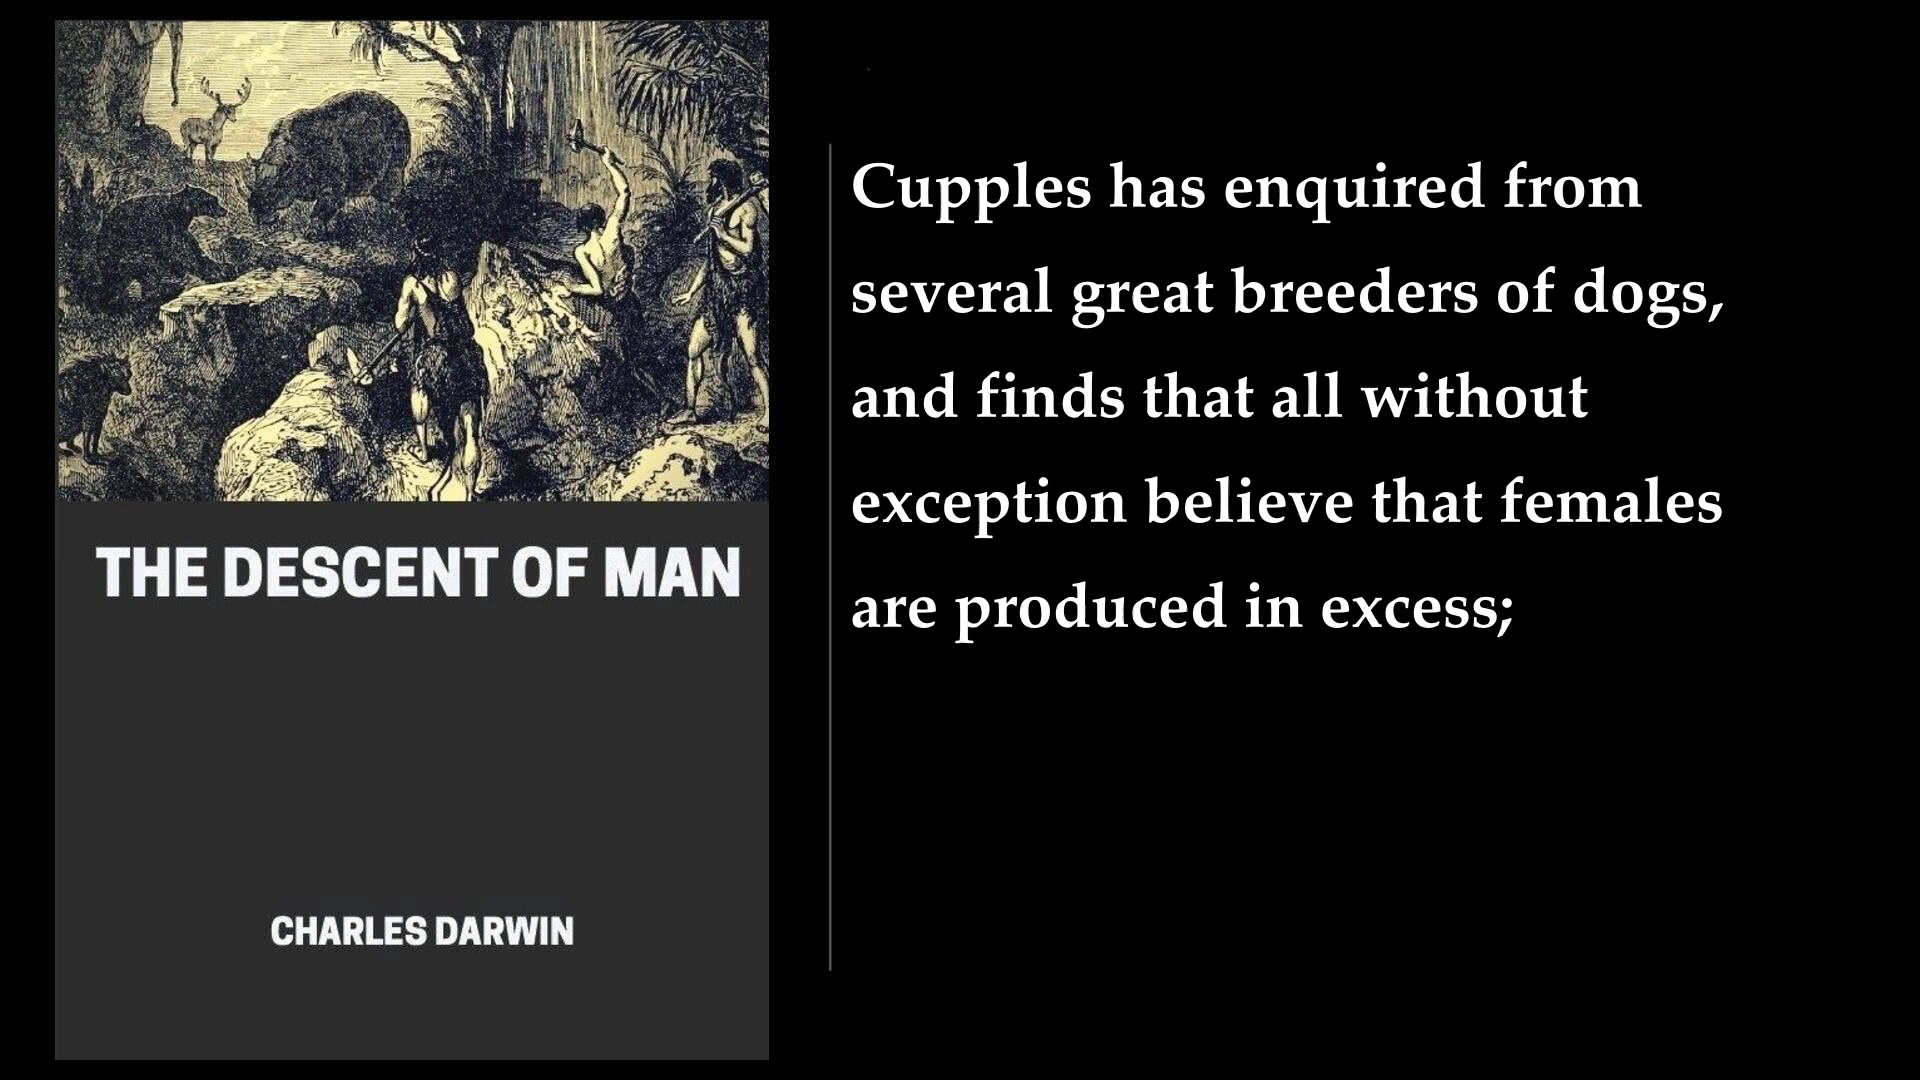 THE DESCENT OF MAN
CHARLES DARWIN
Cupples has enquired from
several great breeders of dogs,
and finds that all without
exception believe that females
are produced in excess;